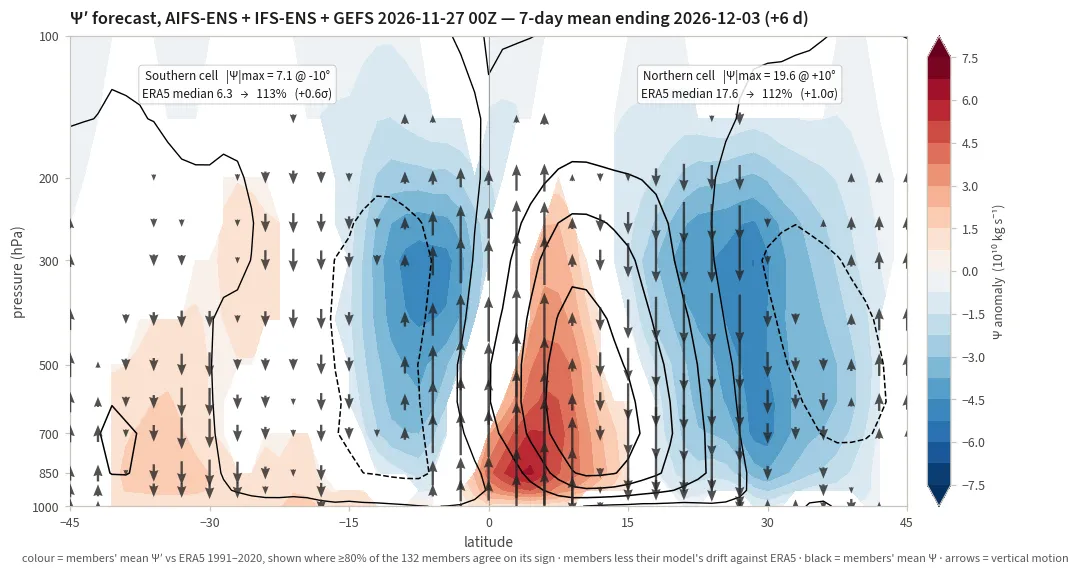 Ψ′ forecast, AIFS-ENS + IFS-ENS + GEFS 2026-11-27 00Z — 7-day mean ending 2026-12-03 (+6 d)
Southern cell |Ψ|max = 7.1 @ -10°
ERA5 median 6.3 → 113% (+0.6σ)
Northern cell |Ψ|max = 19.6 @ +10°
ERA5 median 17.6 → 112% (+1.0σ)
100
200
300
500
700
850
1000
pressure (hPa)
−45
−30
−15
0
15
30
45
latitude
7.5
6.0
4.5
3.0
1.5
0.0
−1.5
−3.0
−4.5
−6.0
−7.5
Ψ anomaly (10¹⁰ kg s⁻¹)
colour = members' mean Ψ′ vs ERA5 1991–2020, shown where ≥80% of the 132 members agree on its sign · members less their model's drift against ERA5 · black = members' mean Ψ · arrows = vertical motion